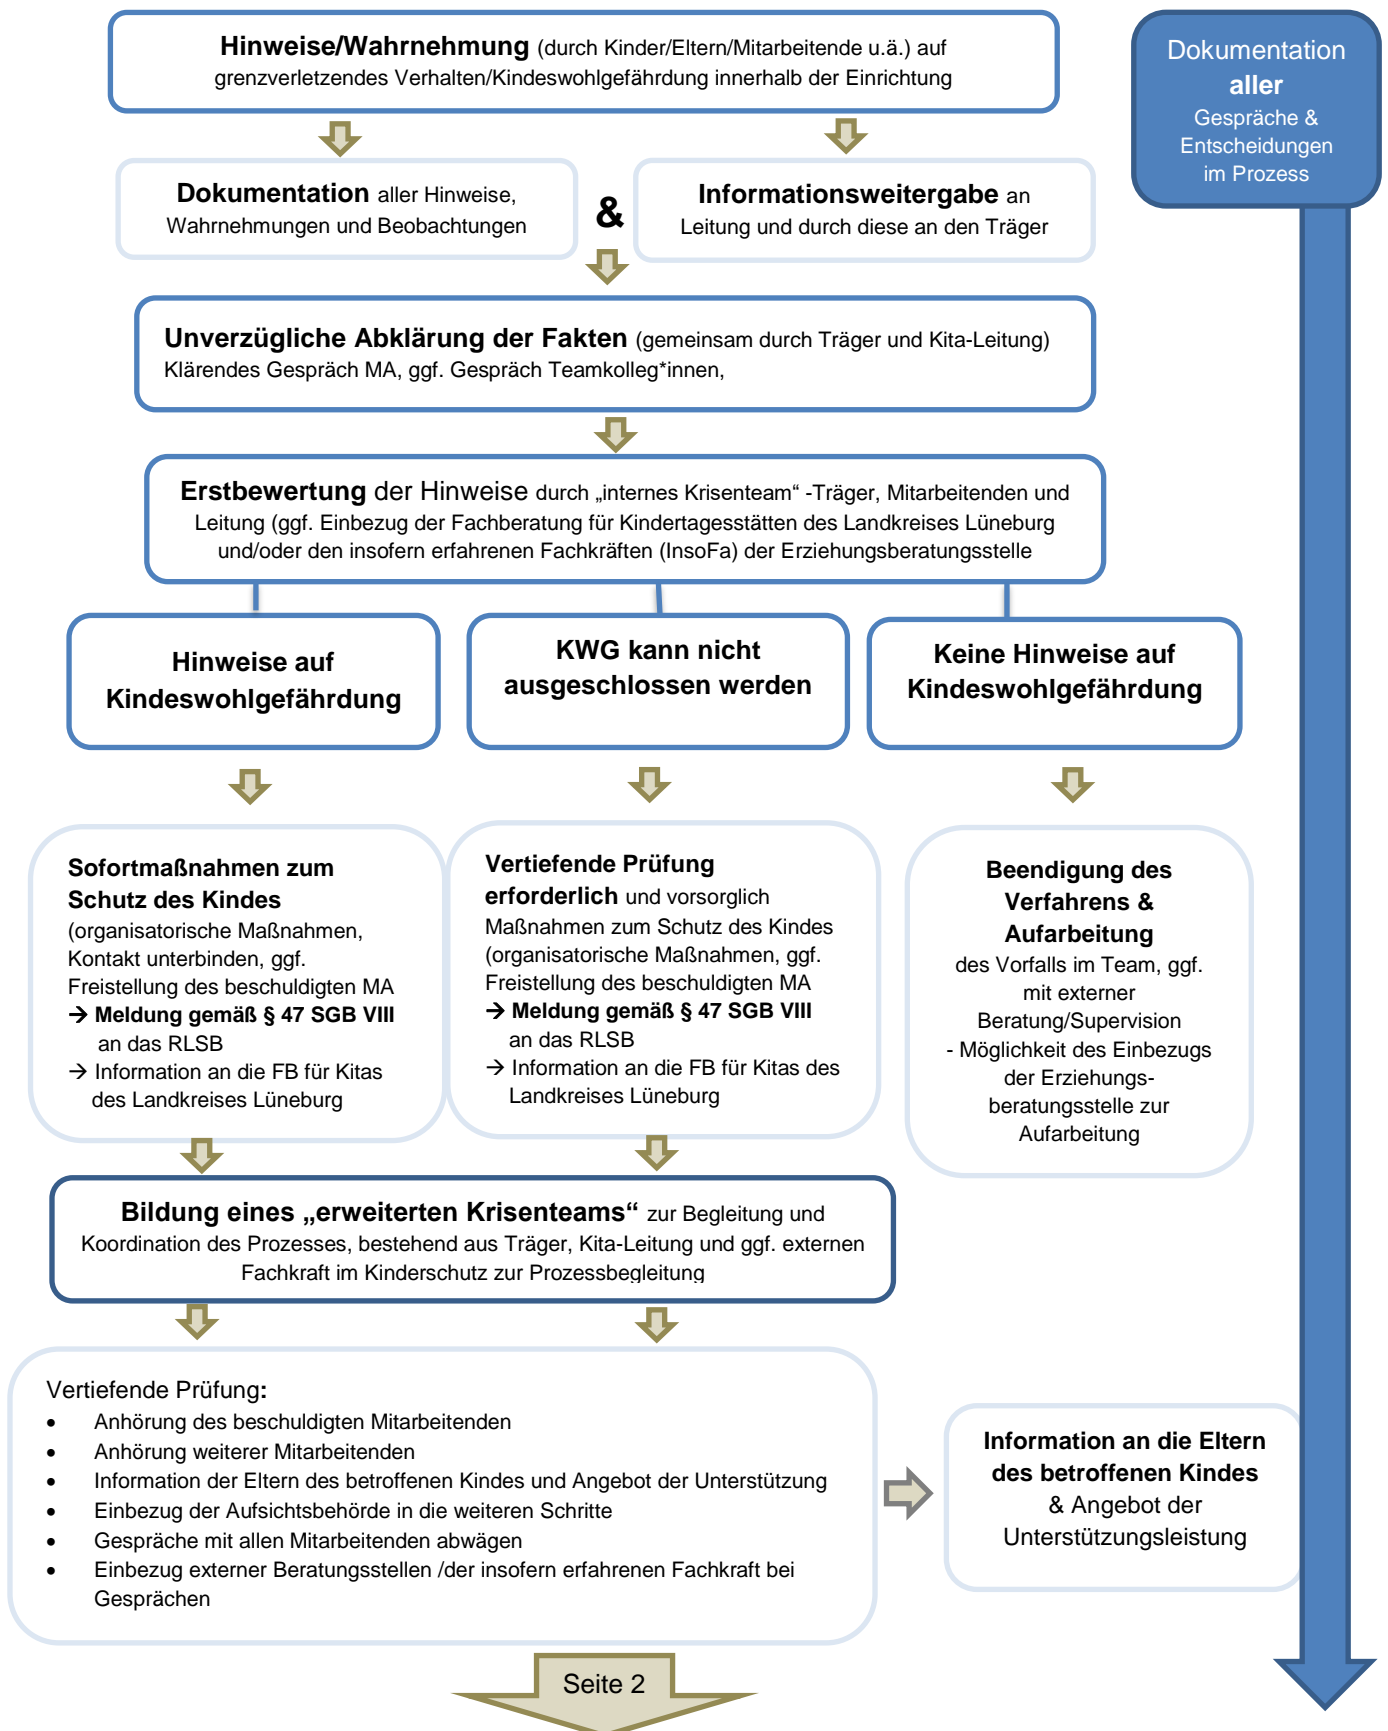 Hinweise/Wahrnehmung (durch Kinder/Eltern/Mitarbeitende u.ä.) auf
grenzverletzendes Verhalten/Kindeswohlgefährdung innerhalb der Einrichtung
Dokumentation
aller
Gespräche &
Entscheidungen
im Prozess
Dokumentation aller Hinweise,
Wahrnehmungen und Beobachtungen
&
Informationsweitergabe an
Leitung und durch diese an den Träger
Unverzügliche Abklärung der Fakten (gemeinsam durch Träger und Kita-Leitung)
Klärendes Gespräch MA, ggf. Gespräch Teamkolleg*innen,
Erstbewertung der Hinweise durch „internes Krisenteam“ -Träger, Mitarbeitenden und
Leitung (ggf. Einbezug der Fachberatung für Kindertagesstätten des Landkreises Lüneburg
und/oder den insofern erfahrenen Fachkräften (InsoFa) der Erziehungsberatungsstelle
Hinweise auf
Kindeswohlgefährdung
KWG kann nicht
ausgeschlossen werden
Keine Hinweise auf
Kindeswohlgefährdung
Sofortmaßnahmen zum
Schutz des Kindes
(organisatorische Maßnahmen,
Kontakt unterbinden, ggf.
Freistellung des beschuldigten MA
→ Meldung gemäß § 47 SGB VIII
an das RLSB
→ Information an die FB für Kitas
des Landkreises Lüneburg
Vertiefende Prüfung
erforderlich und vorsorglich
Maßnahmen zum Schutz des Kindes
(organisatorische Maßnahmen, ggf.
Freistellung des beschuldigten MA
→ Meldung gemäß § 47 SGB VIII
an das RLSB
→ Information an die FB für Kitas des
Landkreises Lüneburg
Beendigung des
Verfahrens &
Aufarbeitung
des Vorfalls im Team, ggf.
mit externer
Beratung/Supervision
- Möglichkeit des Einbezugs
der Erziehungs-
beratungsstelle zur
Aufarbeitung
Bildung eines „erweiterten Krisenteams“ zur Begleitung und
Koordination des Prozesses, bestehend aus Träger, Kita-Leitung und ggf. externen
Fachkraft im Kinderschutz zur Prozessbegleitung
Vertiefende Prüfung:
• Anhörung des beschuldigten Mitarbeitenden
• Anhörung weiterer Mitarbeitenden
• Information der Eltern des betroffenen Kindes und Angebot der Unterstützung
• Einbezug der Aufsichtsbehörde in die weiteren Schritte
• Gespräche mit allen Mitarbeitenden abwägen
• Einbezug externer Beratungsstellen /der insofern erfahrenen Fachkraft bei
Gesprächen
Information an die Eltern
des betroffenen Kindes
& Angebot der
Unterstützungsleistung
Seite 2